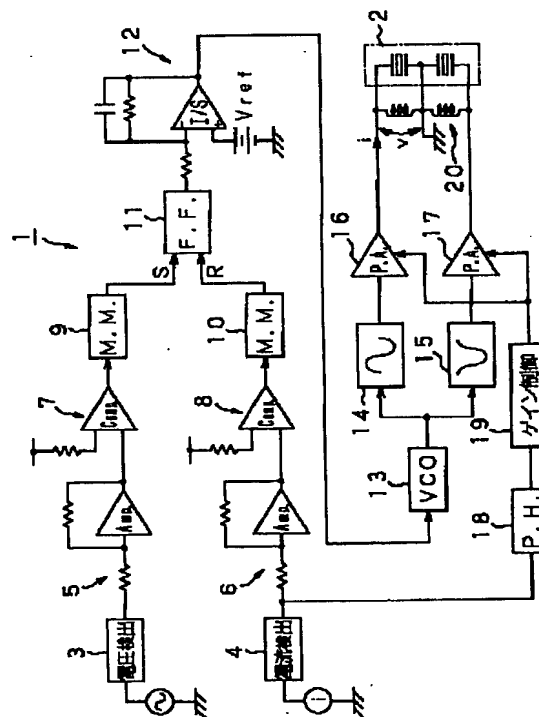 1
3
電圧検出
5
Amp.
7
Comp.
9
M.M.
S
11
F.F.
I/S
Vref
12
4
電流検出
i
6
Amp.
8
Comp.
10
M.M.
R
13
VCO
14
15
16
P.A.
17
P.A.
i
v
20
2
18
P.H.
19
ゲイン制御